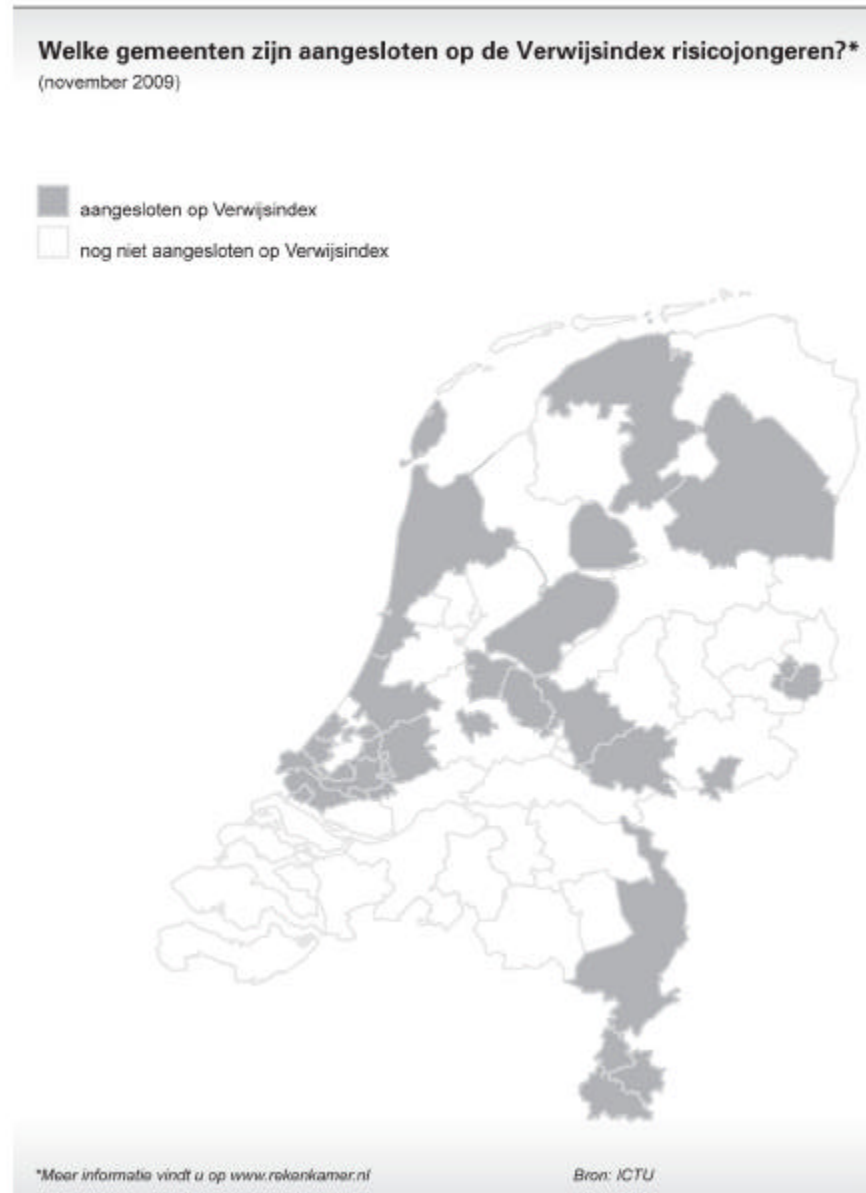 Welke gemeenten zijn aangesloten op de Verwijsindex risicojongeren?*
(november 2009)
aangesloten op Verwijsindex
nog niet aangesloten op Verwijsindex
*Meer informatie vindt u op www.rekenkamer.nl
Bron: ICTU